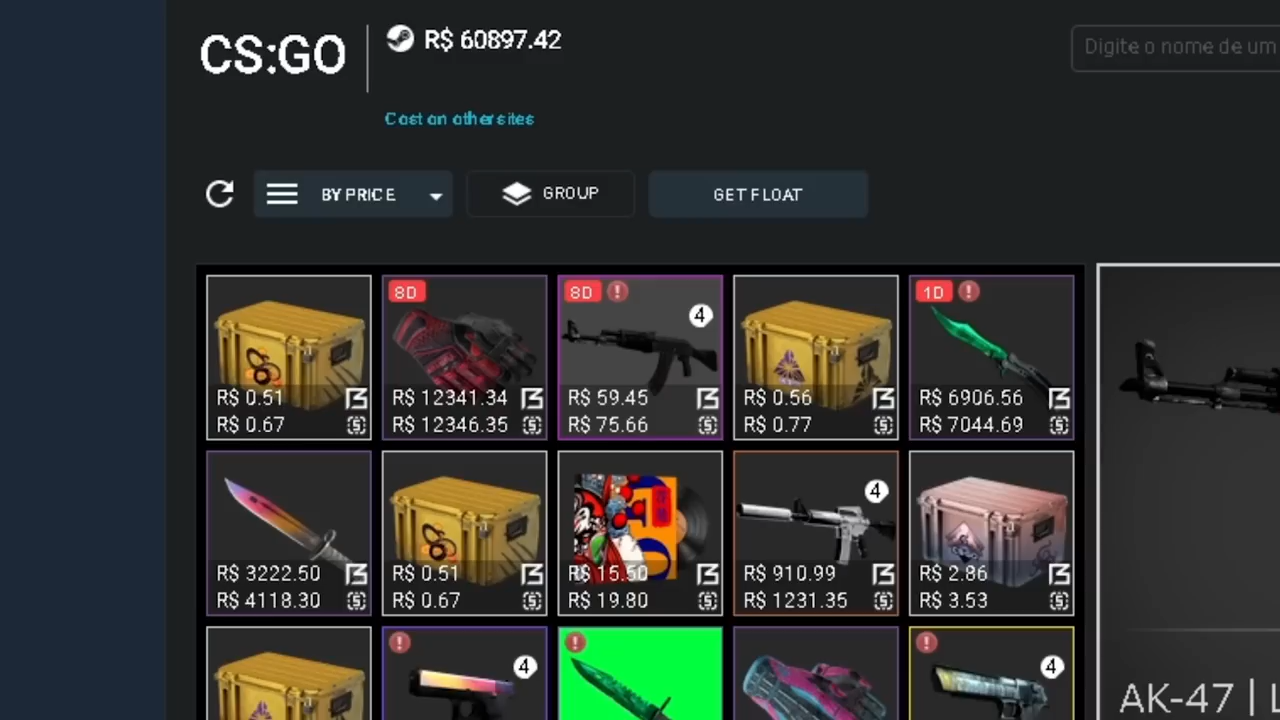 CS:GO
R$ 60897.42
Digite o nome de um
Cost on other sites
BY PRICE
GROUP
GET FLOAT
R$ 0.51
R$ 0.67
8D
R$ 12341.34
R$ 12346.35
8D
4
R$ 59.45
R$ 75.66
R$ 0.56
R$ 0.77
1D
R$ 6906.56
R$ 7044.69
R$ 3222.50
R$ 4118.30
R$ 0.51
R$ 0.67
R$ 15.50
R$ 19.80
4
R$ 910.99
R$ 1231.35
R$ 2.86
R$ 3.53
4
4
AK-47 | L